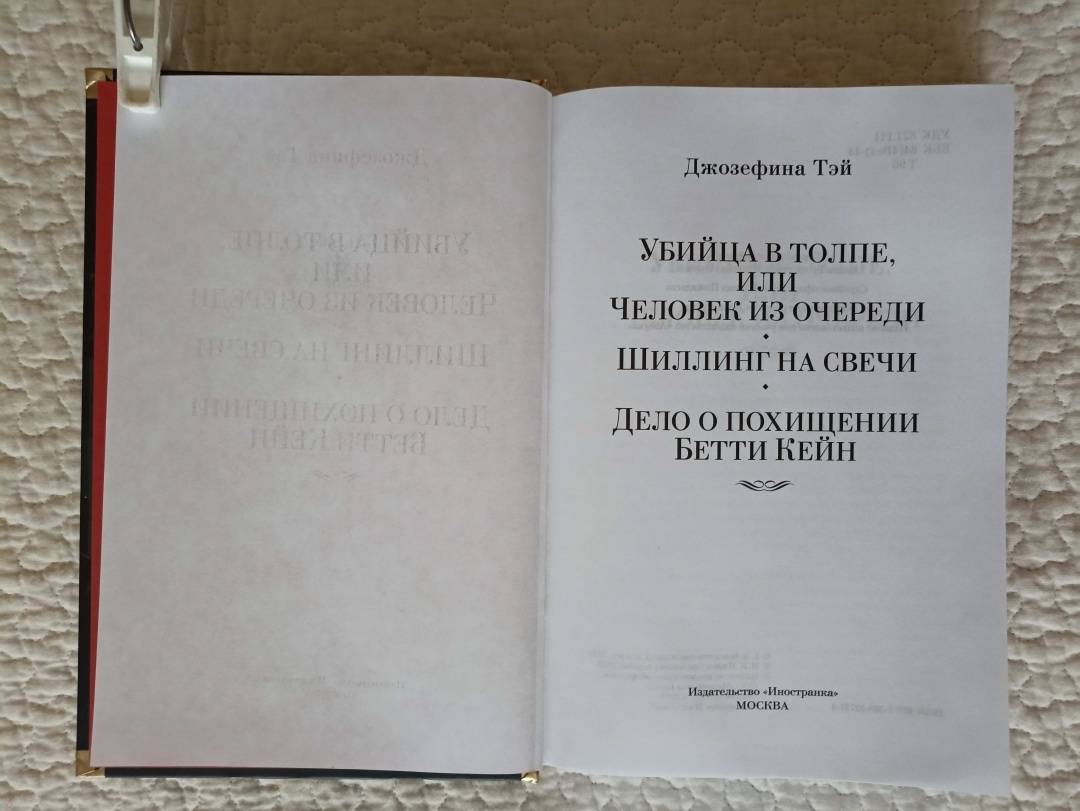 Джозефина Тэй
Убийца в толпе,
или
Человек из очереди
Шиллинг на свечи
Дело о похищении
Бетти Кейн
Издательство «Иностранка»
МОСКВА